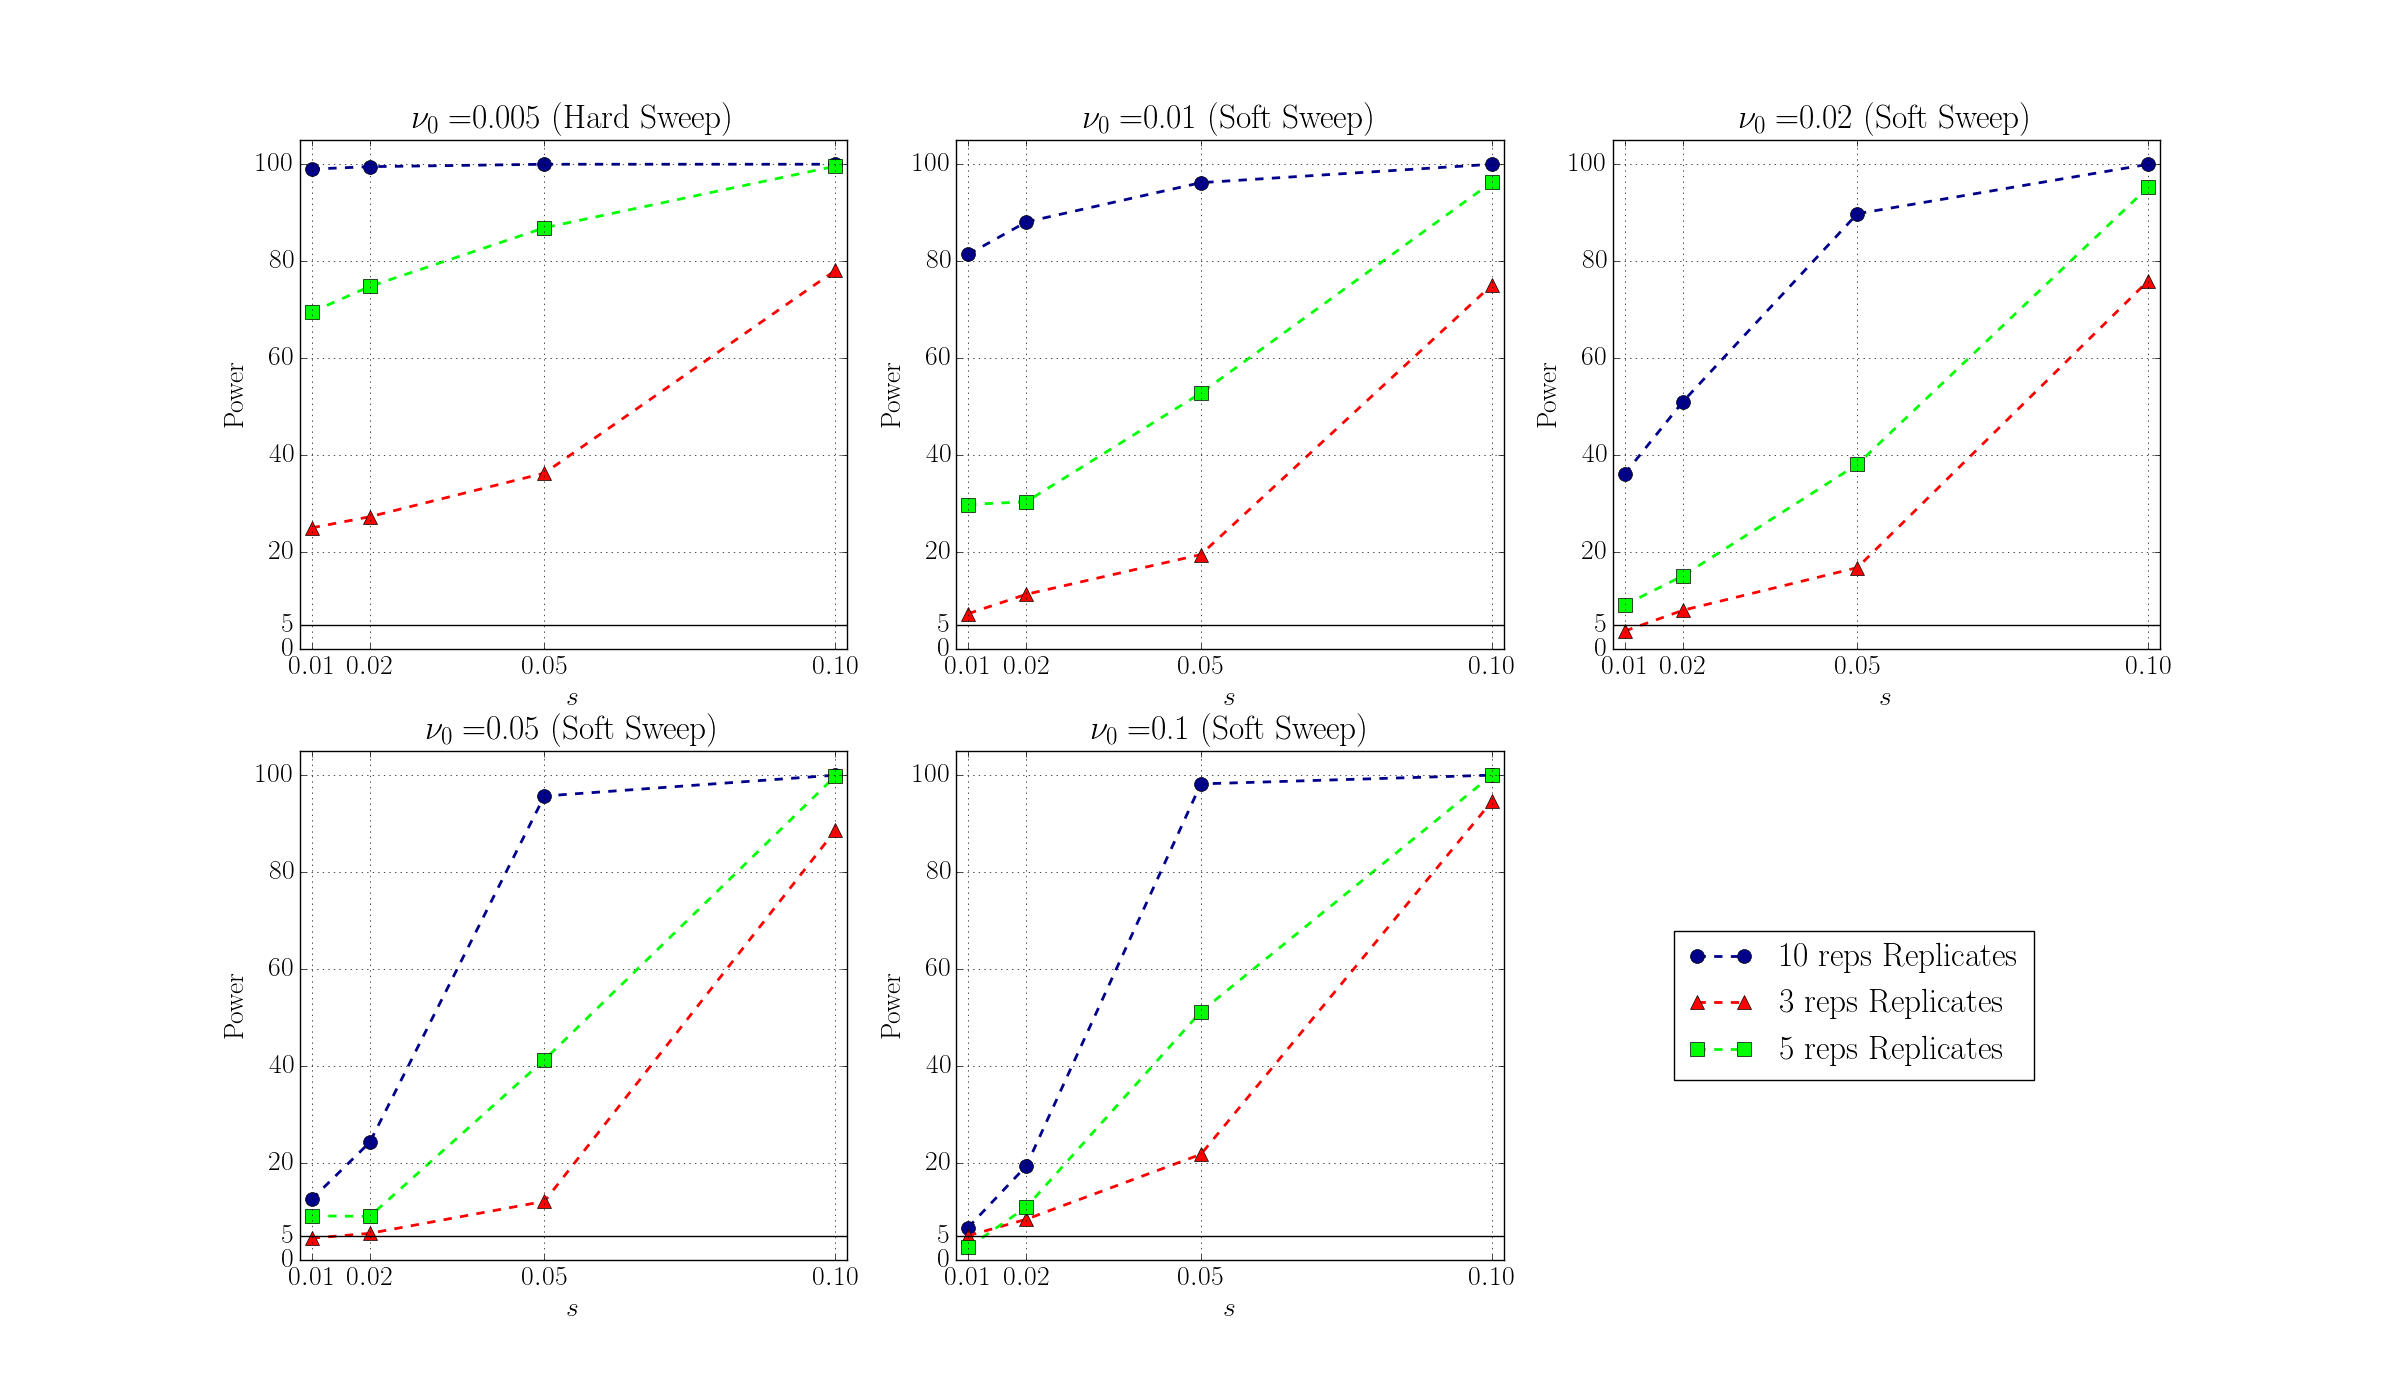 ν0 =0.005 (Hard Sweep)
100
80
60
40
20
5
0
Power
0.01 0.02 0.05 0.10
s
ν0 =0.01 (Soft Sweep)
100
80
60
40
20
5
0
Power
0.01 0.02 0.05 0.10
s
ν0 =0.02 (Soft Sweep)
100
80
60
40
20
5
0
Power
0.01 0.02 0.05 0.10
s
ν0 =0.05 (Soft Sweep)
100
80
60
40
20
5
0
Power
0.01 0.02 0.05 0.10
s
ν0 =0.1 (Soft Sweep)
100
80
60
40
20
5
0
Power
0.01 0.02 0.05 0.10
s
10 reps Replicates
3 reps Replicates
5 reps Replicates